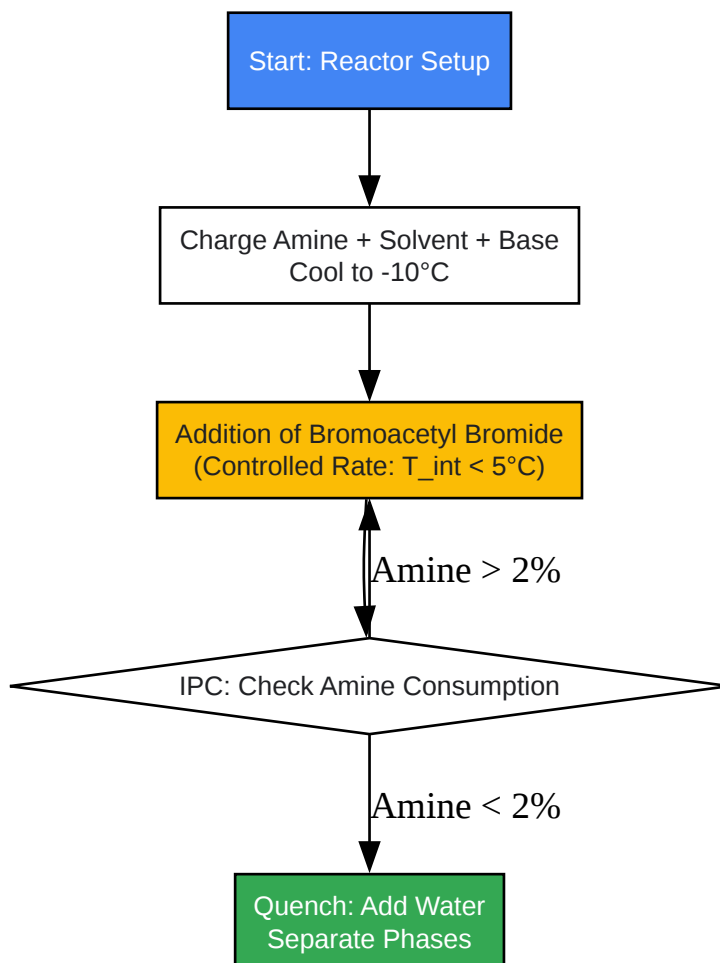 Start: Reactor Setup
Charge Amine + Solvent + Base
Cool to -10°C
Addition of Bromoacetyl Bromide
(Controlled Rate: T_int < 5°C)
Amine > 2%
IPC: Check Amine Consumption
Amine < 2%
Quench: Add Water
Separate Phases